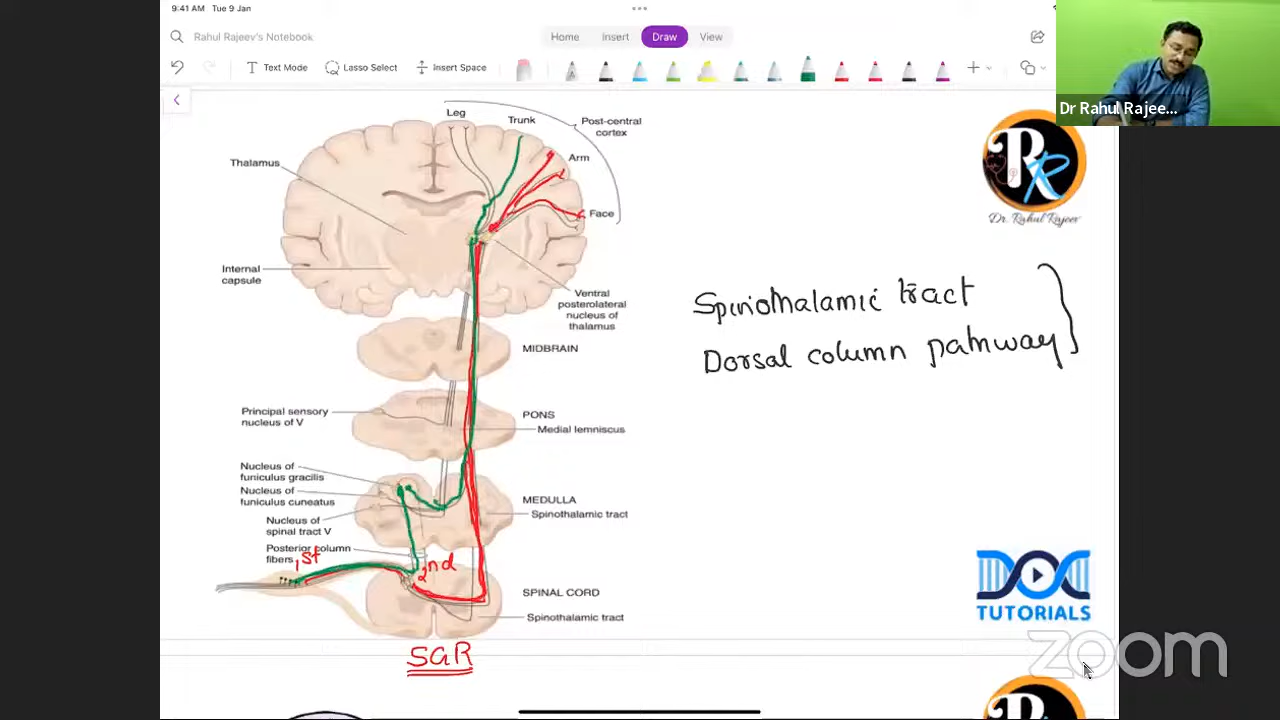 9:41 AM Tue 9 Jan
Rahul Rajeev's Notebook
Home Insert Draw View
Text Mode
Lasso Select
Insert Space
Dr Rahul Rajee...
Leg
Trunk
Post-central
cortex
Thalamus
Arm
Face
Internal
capsule
Ventral
posterolateral
nucleus of
thalamus
MIDBRAIN
Principal sensory
nucleus of V
PONS
Medial lemniscus
Nucleus of
funiculus gracilis
Nucleus of
funiculus cuneatus
MEDULLA
Spinothalamic tract
Nucleus of
spinal tract V
Posterior column
fibers
1st
2nd
SPINAL CORD
Spinothalamic tract
SGR
Spinothalamic tract
Dorsal column pathway
RR
Dr. Rahul Rajeev
TUTORIALS
zoom